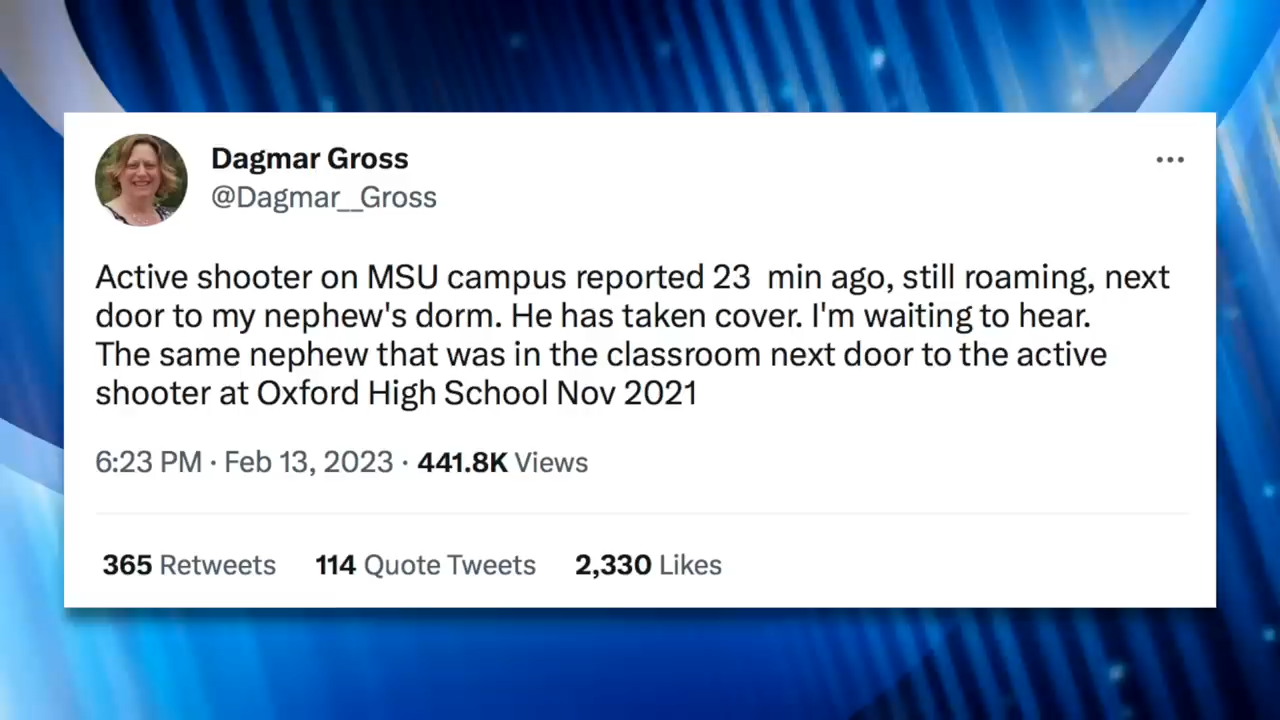 Dagmar Gross
@Dagmar__Gross
Active shooter on MSU campus reported 23  min ago, still roaming, next
door to my nephew's dorm. He has taken cover. I'm waiting to hear.
The same nephew that was in the classroom next door to the active
shooter at Oxford High School Nov 2021
6:23 PM · Feb 13, 2023 · 441.8K Views
365 Retweets 114 Quote Tweets 2,330 Likes